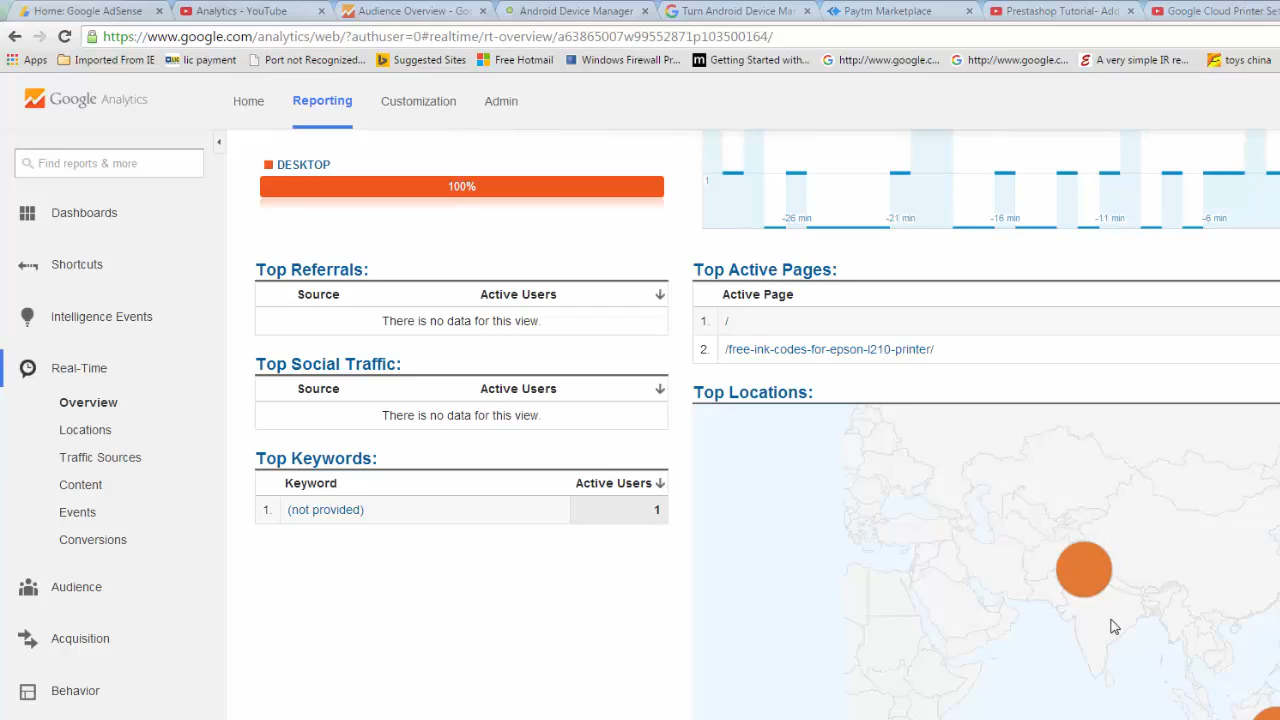 Home: Google AdSense
Analytics - YouTube
Audience Overview - Goo
Android Device Manager
Turn Android Device Ma
Paytm Marketplace
Prestashop Tutorial- Ad
Google Cloud Printer Se
https://www.google.com/analytics/web/?authuser=0#realtime/rt-overview/a63865007w99552871p103500164/
Apps
Imported From IE
lic payment
Port not Recognized...
Suggested Sites
Free Hotmail
Windows Firewall Pr...
Getting Started with...
http://www.google.c...
http://www.google.c...
A very simple IR re...
toys china
Google Analytics
Home
Reporting
Customization
Admin
Find reports & more
Dashboards
Shortcuts
Intelligence Events
Real-Time
Overview
Locations
Traffic Sources
Content
Events
Conversions
Audience
Acquisition
Behavior
DESKTOP
100%
1
-26 min
-21 min
-16 min
-11 min
-6 min
Top Referrals:
Source Active Users
There is no data for this view.
Top Social Traffic:
Source Active Users
There is no data for this view.
Top Keywords:
Keyword Active Users
1. (not provided) 1
Top Active Pages:
Active Page
1. /
2. /free-ink-codes-for-epson-l210-printer/
Top Locations: